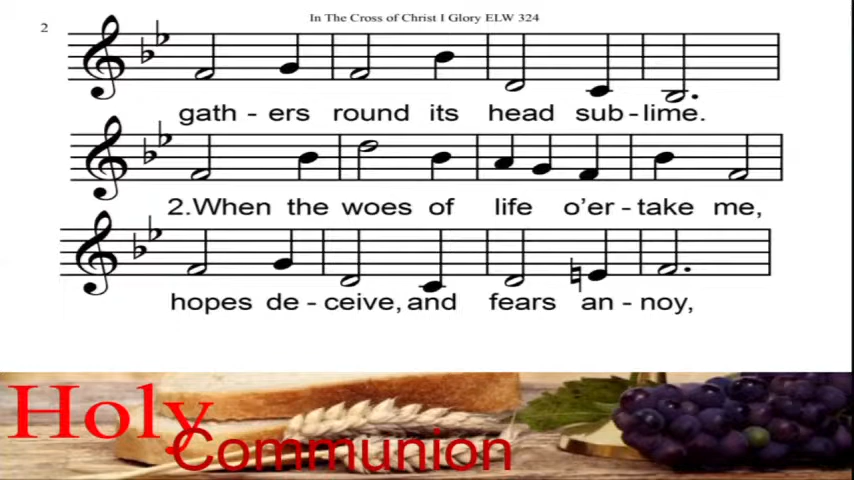 In The Cross of Christ I Glory ELW 324
2
gath - ers round its head sub - lime.
2.When the woes of life o'er - take me,
hopes de - ceive, and fears an - noy,
Holy
Communion